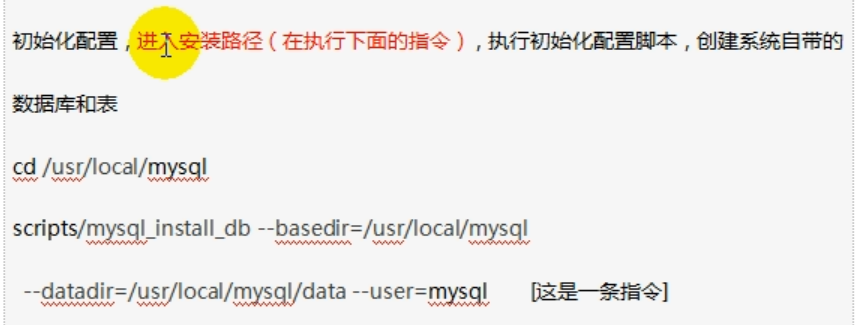 初始化配置，进入安装路径（在执行下面的指令），执行初始化配置脚本，创建系统自带的
数据库和表
cd /usr/local/mysql
scripts/mysql_install_db --basedir=/usr/local/mysql
--datadir=/usr/local/mysql/data --user=mysql [这是一条指令]